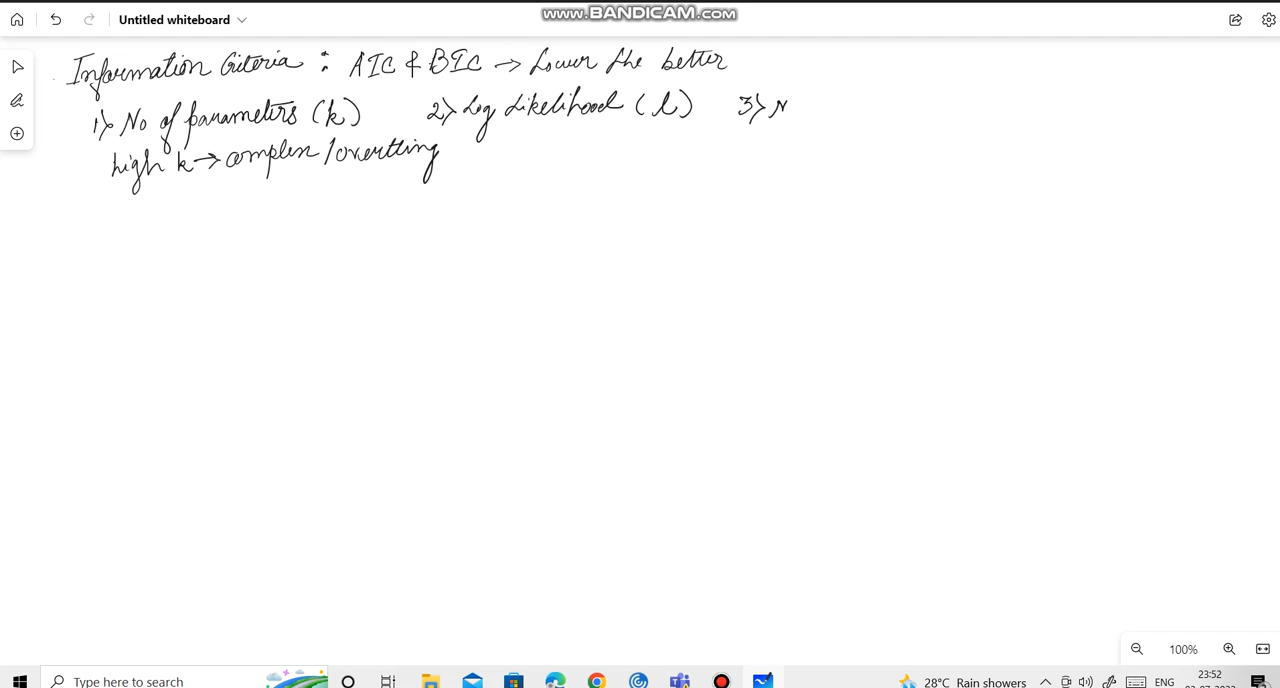 www.BANDICAM.com
Untitled whiteboard
Information Criteria : AIC & BIC → Lower the better
1> No of parameters (k) 2> Log Likelihood (l) 3> N
high k → complex / overfitting
100%
Type here to search
28°C Rain showers
ENG
23:52